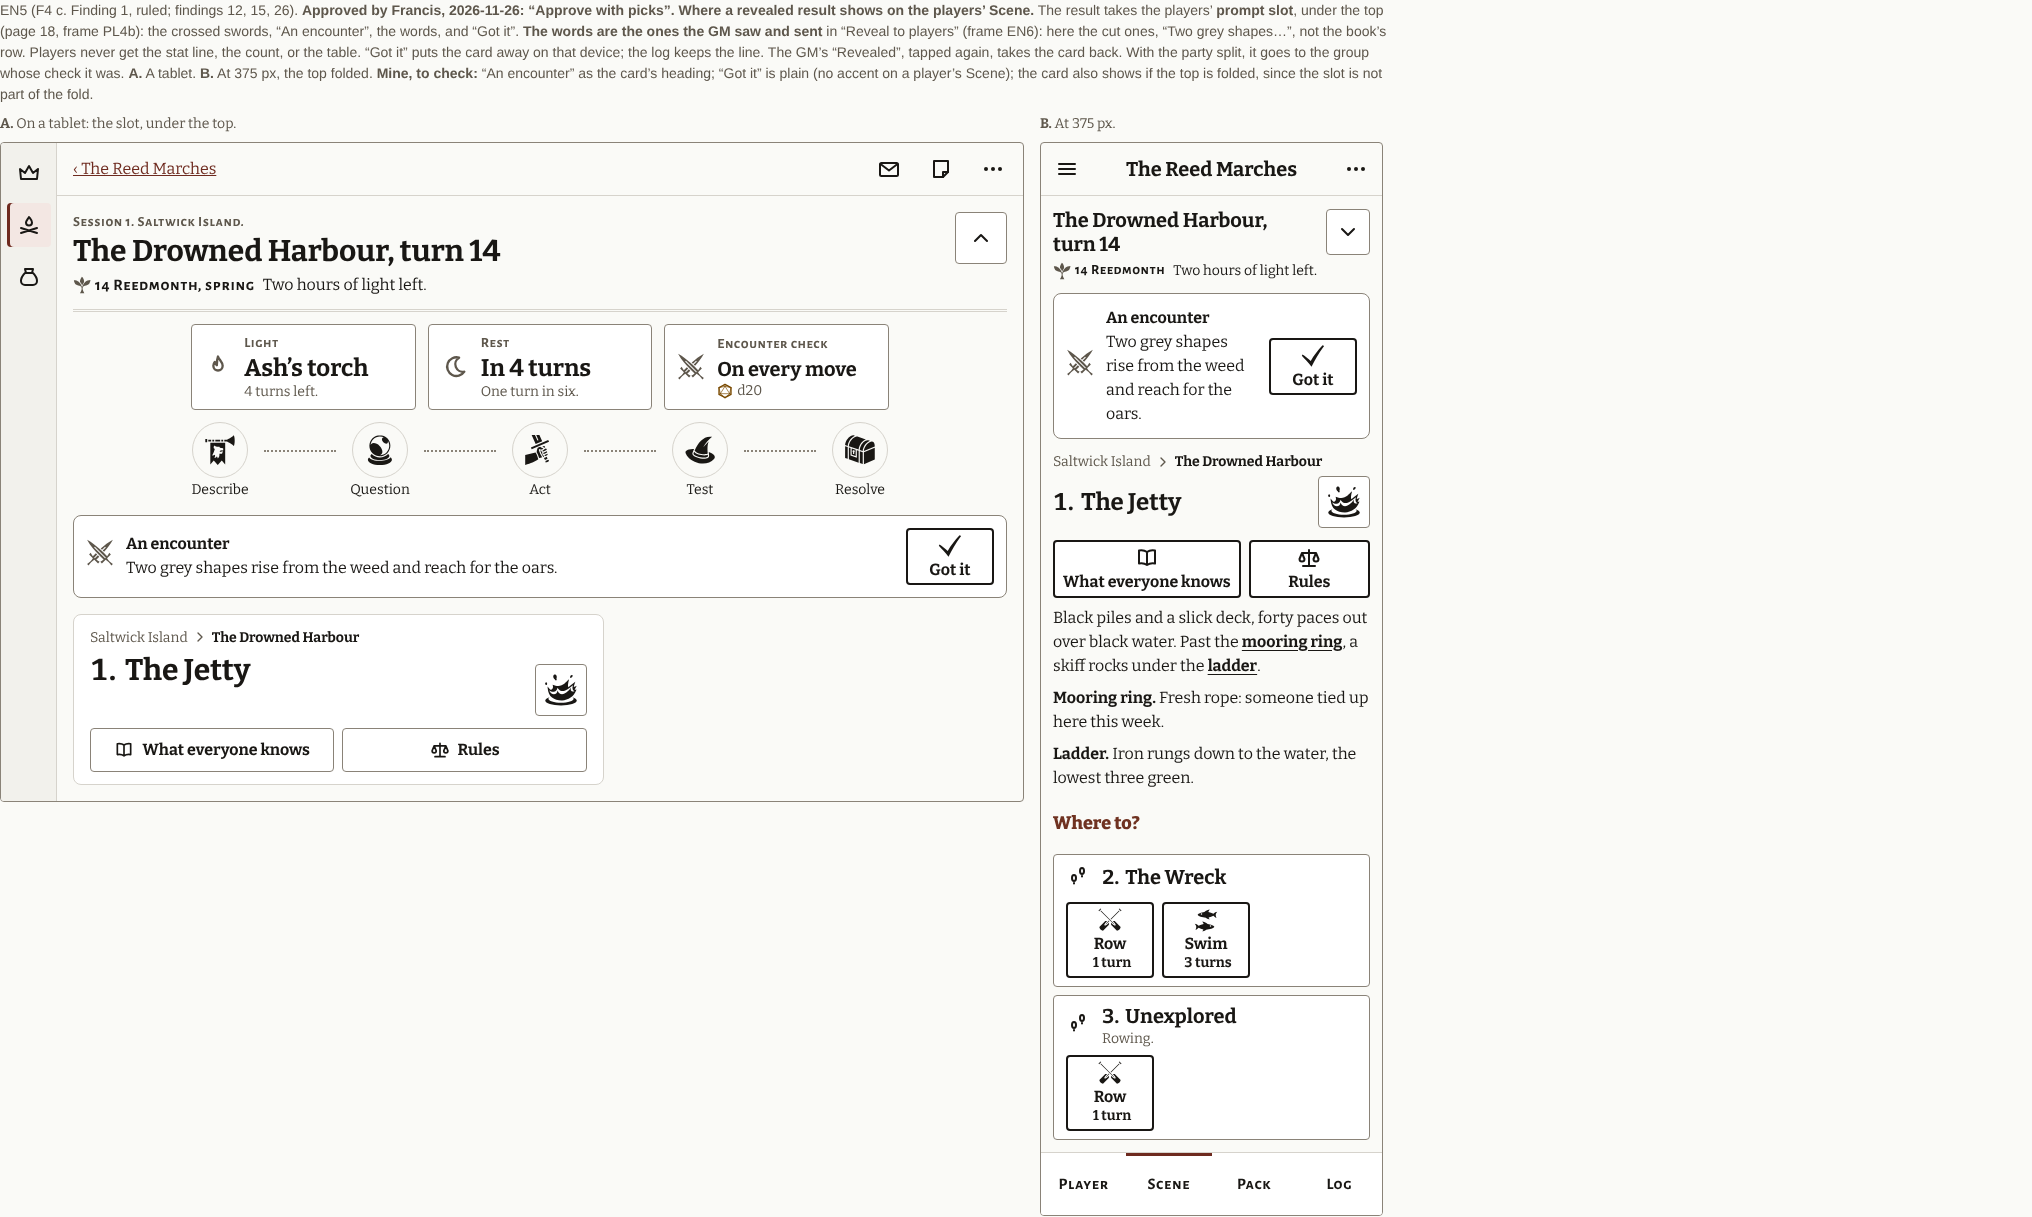 EN5 (F4 c. Finding 1, ruled; findings 12, 15, 26). Approved by Francis, 2026-11-26: “Approve with picks”. Where a revealed result shows on the players’ Scene. The result takes the players’ prompt slot, under the top
(page 18, frame PL4b): the crossed swords, “An encounter”, the words, and “Got it”. The words are the ones the GM saw and sent in “Reveal to players” (frame EN6): here the cut ones, “Two grey shapes…”, not the book’s
row. Players never get the stat line, the count, or the table. “Got it” puts the card away on that device; the log keeps the line. The GM’s “Revealed”, tapped again, takes the card back. With the party split, it goes to the group
whose check it was. A. A tablet. B. At 375 px, the top folded. Mine, to check: “An encounter” as the card’s heading; “Got it” is plain (no accent on a player’s Scene); the card also shows if the top is folded, since the slot is not
part of the fold.
A. On a tablet: the slot, under the top.
‹ The Reed Marches
Session 1. Saltwick Island.
The Drowned Harbour, turn 14
14 Reedmonth, spring Two hours of light left.
Light
Ash’s torch
4 turns left.
Rest
In 4 turns
One turn in six.
Encounter check
On every move
d20
Describe
Question
Act
Test
Resolve
An encounter
Two grey shapes rise from the weed and reach for the oars.
Got it
Saltwick Island > The Drowned Harbour
1. The Jetty
What everyone knows
Rules
B. At 375 px.
The Reed Marches
The Drowned Harbour,
turn 14
14 Reedmonth Two hours of light left.
An encounter
Two grey shapes
rise from the weed
and reach for the
oars.
Got it
Saltwick Island > The Drowned Harbour
1. The Jetty
What everyone knows
Rules
Black piles and a slick deck, forty paces out
over black water. Past the mooring ring, a
skiff rocks under the ladder.
Mooring ring. Fresh rope: someone tied up
here this week.
Ladder. Iron rungs down to the water, the
lowest three green.
Where to?
2. The Wreck
Row
1 turn
Swim
3 turns
3. Unexplored
Rowing.
Row
1 turn
Player
Scene
Pack
Log